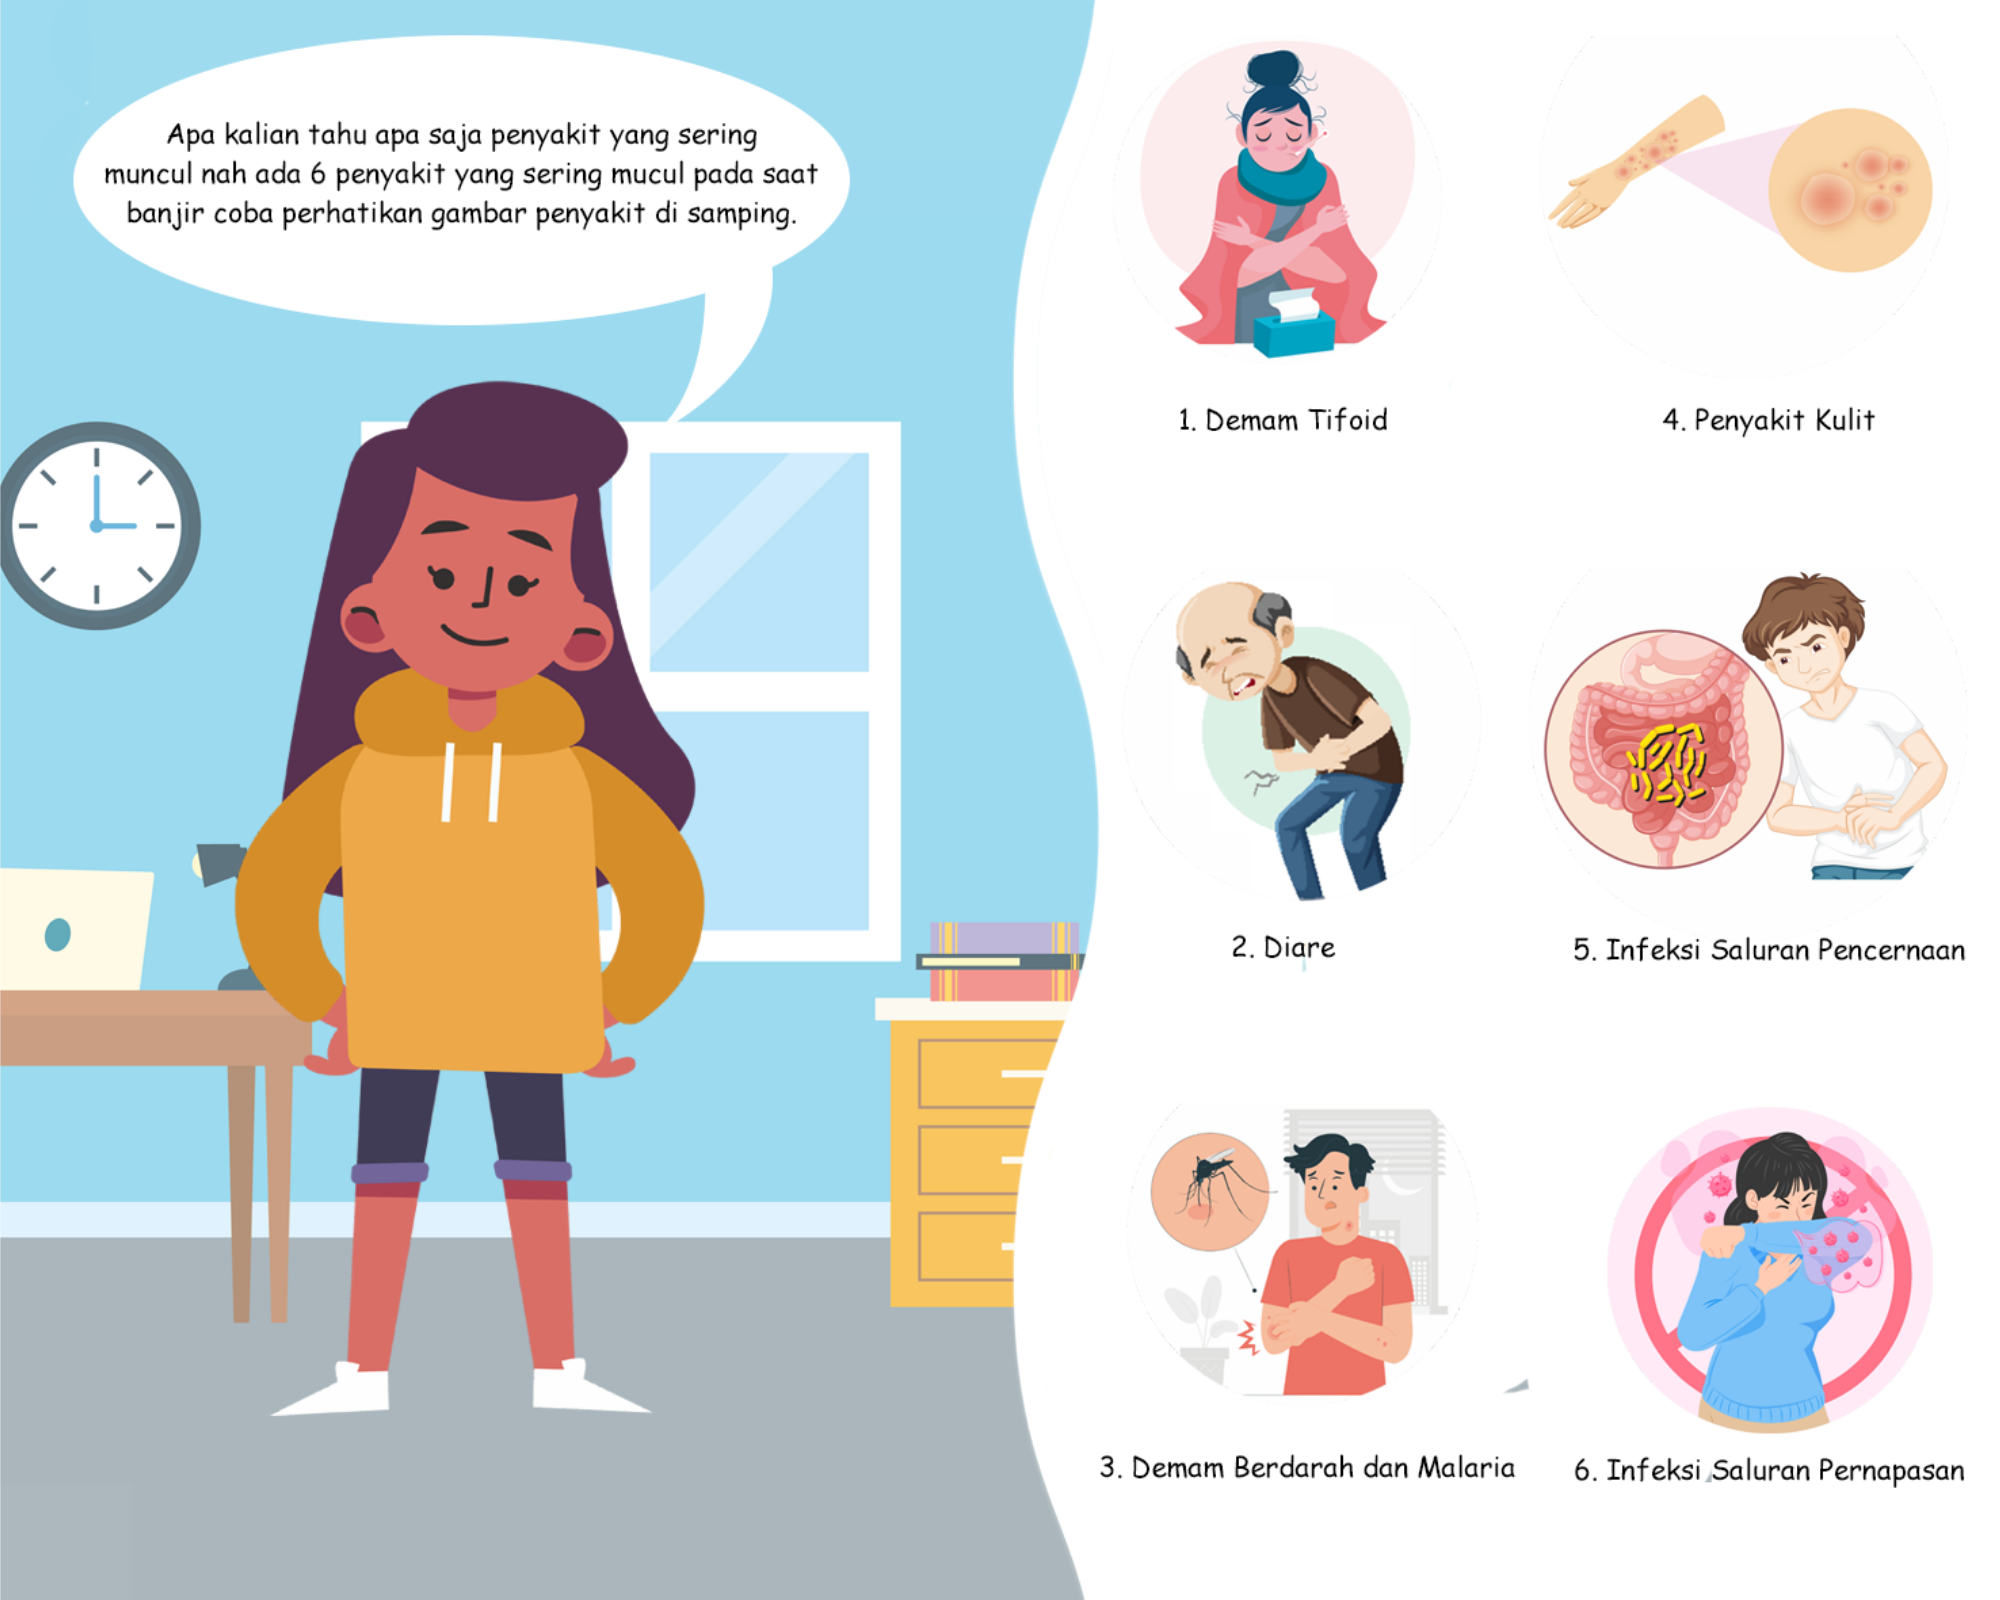 Apa kalian tahu apa saja penyakit yang sering
muncul nah ada 6 penyakit yang sering mucul pada saat
banjir coba perhatikan gambar penyakit di samping.
1. Demam Tifoid
4. Penyakit Kulit
2. Diare
5. Infeksi Saluran Pencernaan
3. Demam Berdarah dan Malaria
6. Infeksi Saluran Pernapasan